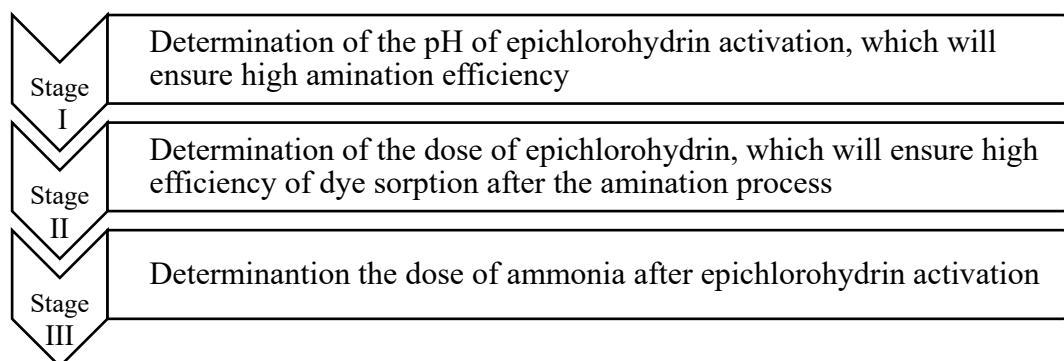 Stage
I
Determination of the pH of epichlorohydrin activation, which will
ensure high amination efficiency
Stage
II
Determination of the dose of epichlorohydrin, which will ensure high
efficiency of dye sorption after the amination process
Stage
III
Determinantion the dose of ammonia after epichlorohydrin activation